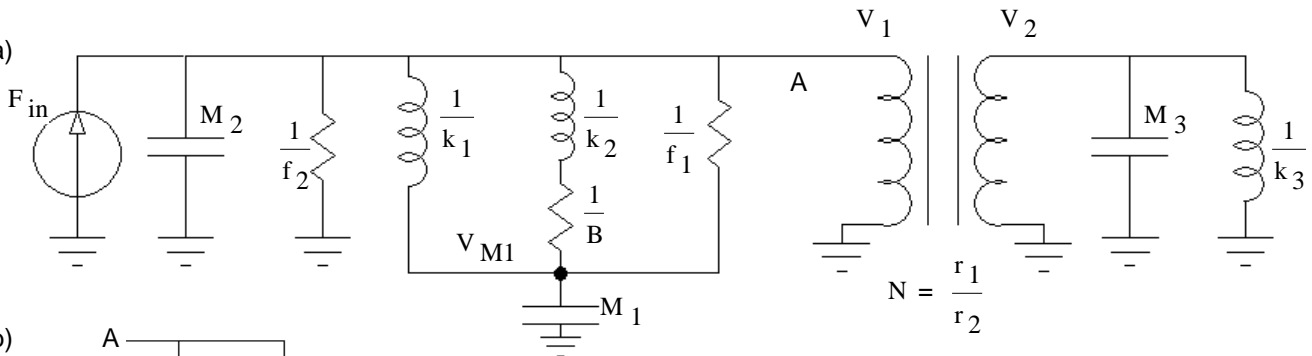 a)
V 1
V 2
F in
M 2
1/f 2
1/k 1
1/k 2
1/B
1/f 1
A
M 3
1/k 3
V M1
M 1
N = r 1/r 2
b)
A